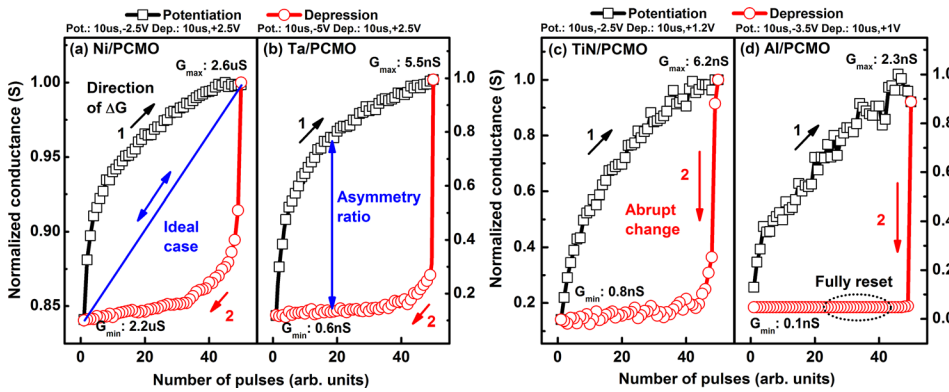 Potentiation Depression
Pot.: 10us,-2.5V Dep.: 10us,+2.5V Pot.: 10us,-5V Dep.: 10us,+2.5V
(a) Ni/PCMO
Gmax: 2.6uS
Direction
of ΔG
1
Ideal
case
2
Gmin: 2.2uS
1.00
0.95
0.90
0.85
Normalized conductance (S)
0 20 40
(b) Ta/PCMO
5.5nS
1
Asymmetry
ratio
2
Gmin: 0.6nS
1.0
0.8
0.6
0.4
0.2
0 20 40
Number of pulses (arb. units)
Potentiation Depression
Pot.: 10us,-2.5V Dep.: 10us,+1.2V Pot.: 10us,-3.5V Dep.: 10us,+1V
(c) TiN/PCMO
Gmax: 6.2nS
1
2
Abrupt
change
Gmin: 0.8nS
1.0
0.8
0.6
0.4
0.2
Normalized conductance (S)
0 20 40
(d) Al/PCMO
Gmax: 2.3nS
1
2
Fully reset
Gmin: 0.1nS
1.0
0.8
0.6
0.4
0.2
0.0
0 20 40
Number of pulses (arb. units)